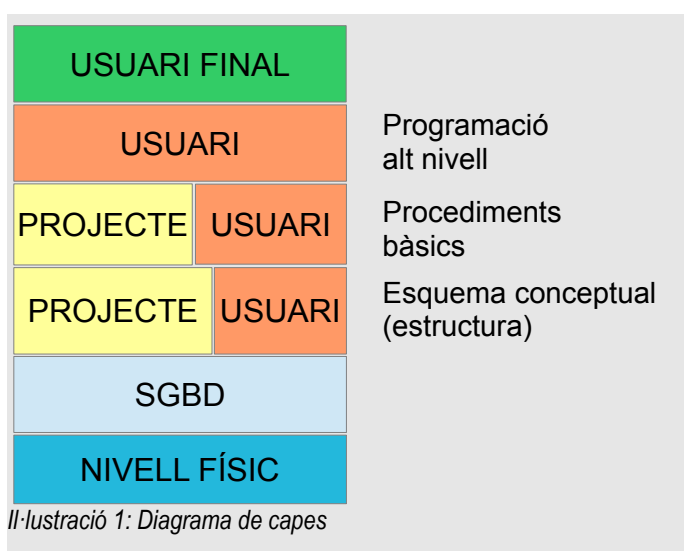 USUARI FINAL
USUARI
Programació
alt nivell
PROJECTE
USUARI
Procediments
bàsics
PROJECTE
USUARI
Esquema conceptual
(estructura)
SGBD
NIVELL FÍSIC
Il·lustració 1: Diagrama de capes